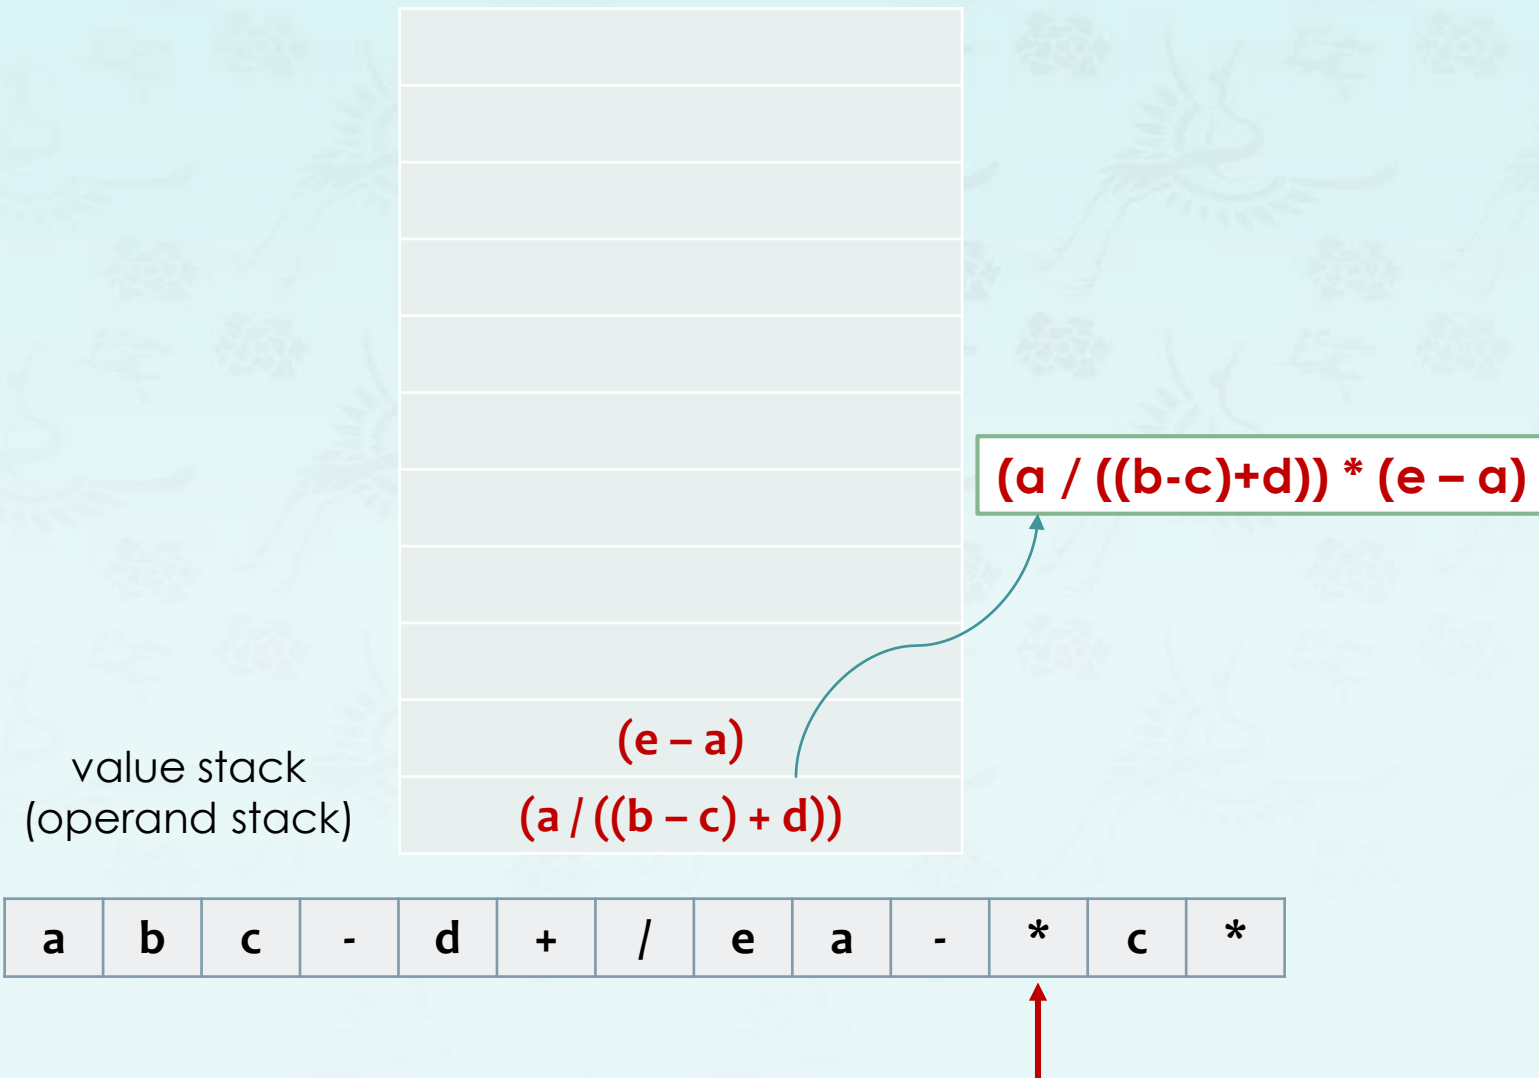 (a / ((b-c)+d)) * (e – a)
(e – a)
value stack
(operand stack)
(a / ((b – c) + d))
a b c - d + / e a - * c *